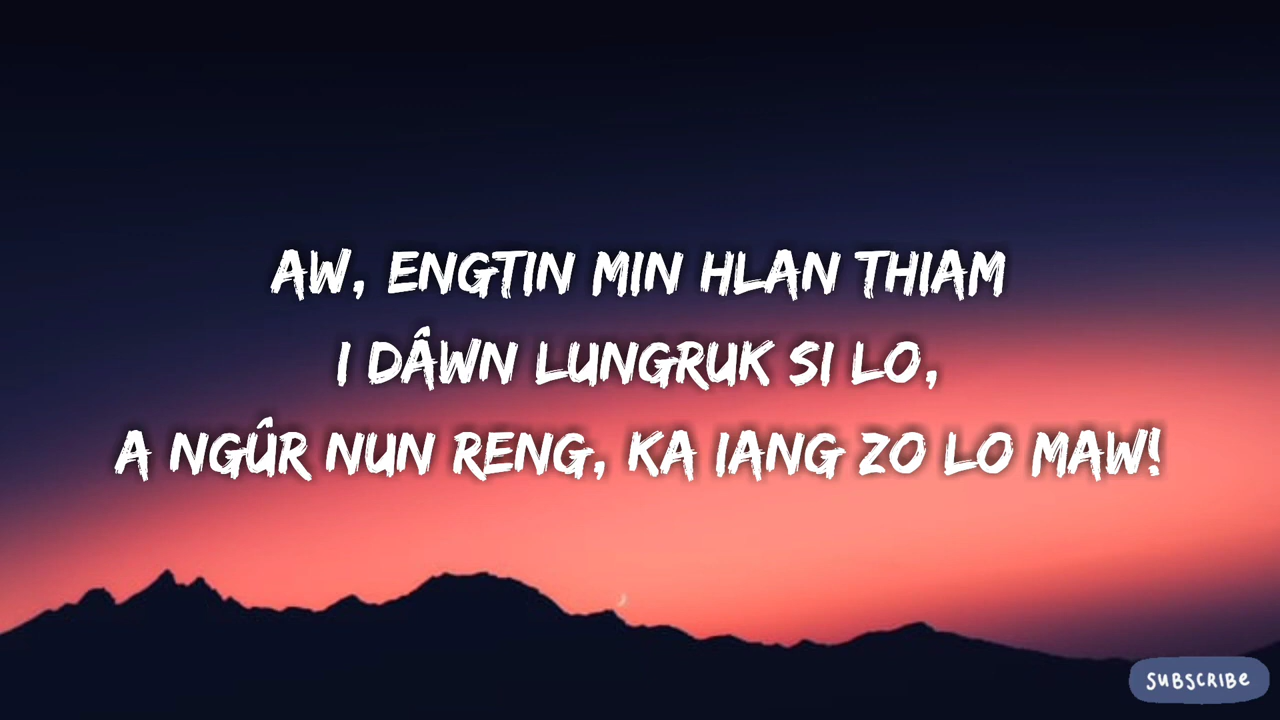 AW, ENGTIN MIN HLAN THIAM
I DÂWN LUNGRUK SI LO,
A NGÛR NUN RENG, KA IANG ZO LO MAW!
SUBSCRIBE